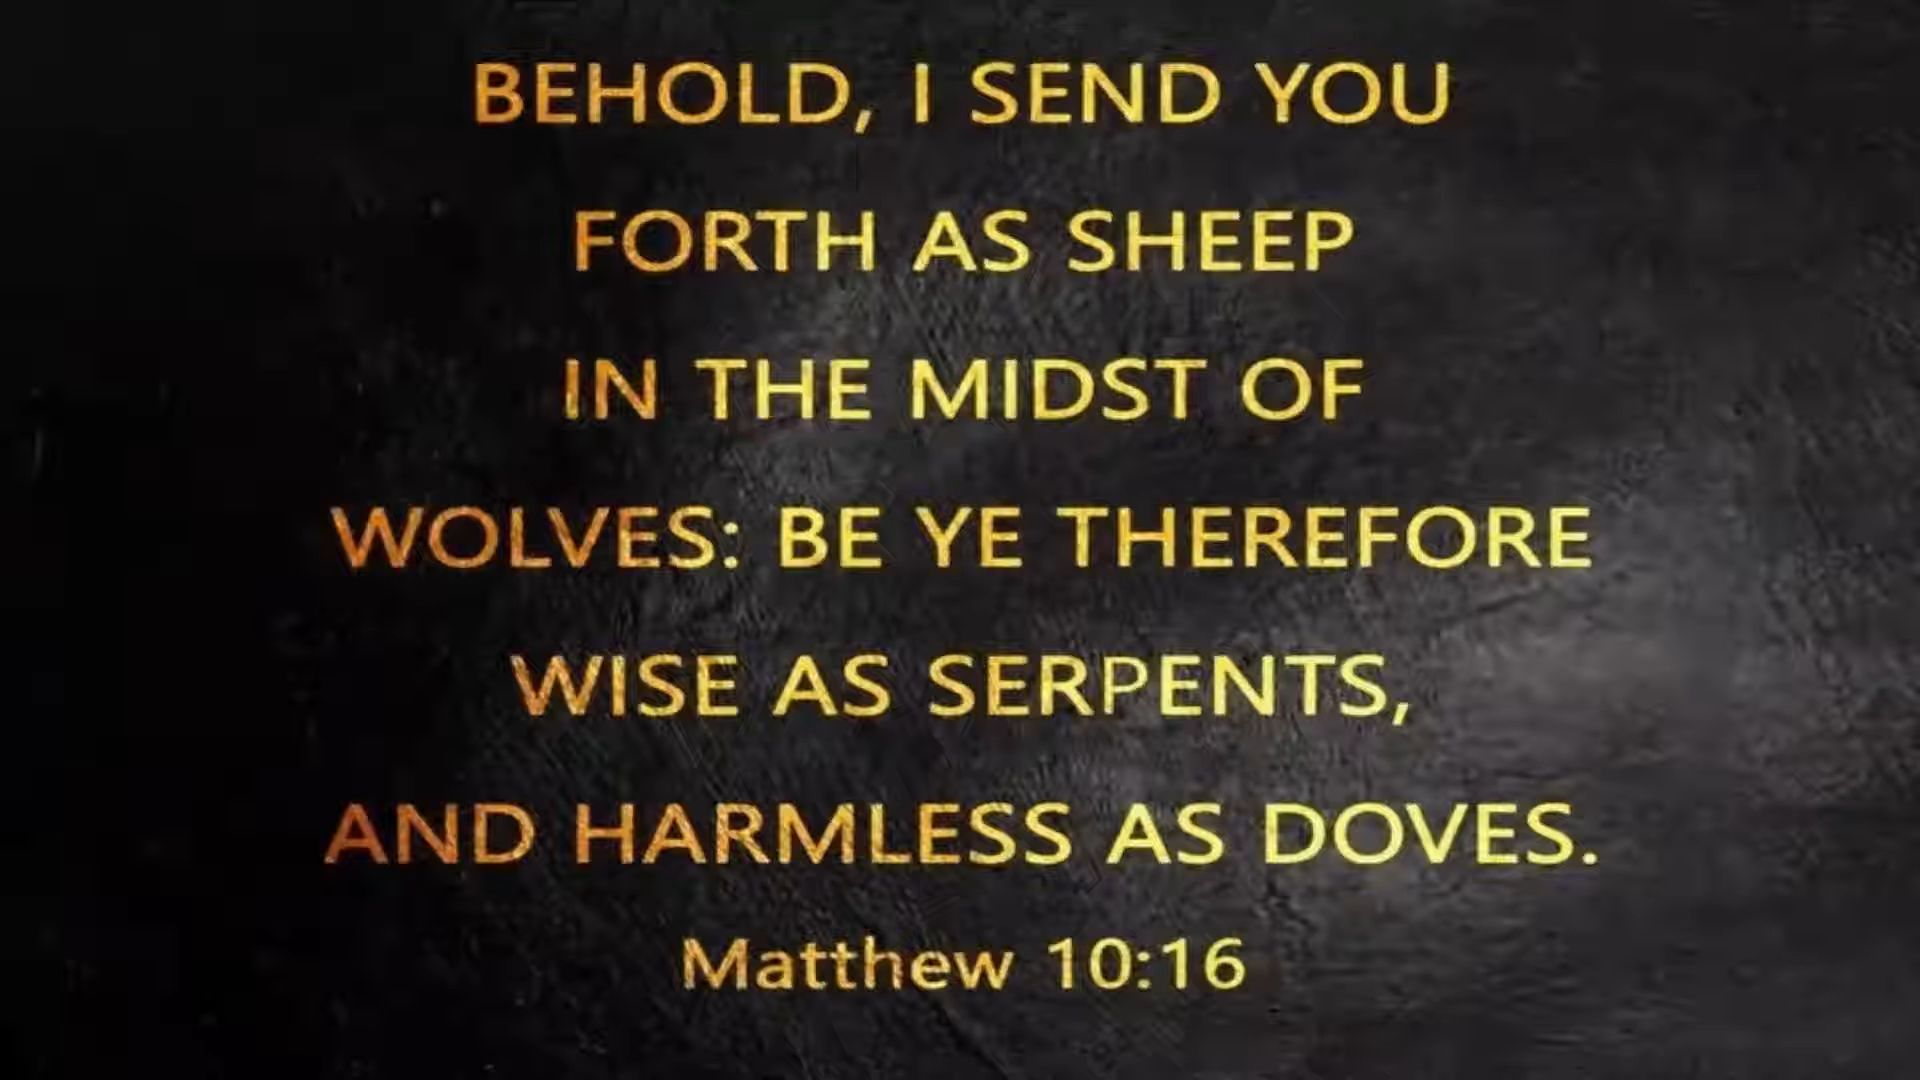 BEHOLD, I SEND YOU
FORTH AS SHEEP
IN THE MIDST OF
WOLVES: BE YE THEREFORE
WISE AS SERPENTS,
AND HARMLESS AS DOVES.
Matthew 10:16